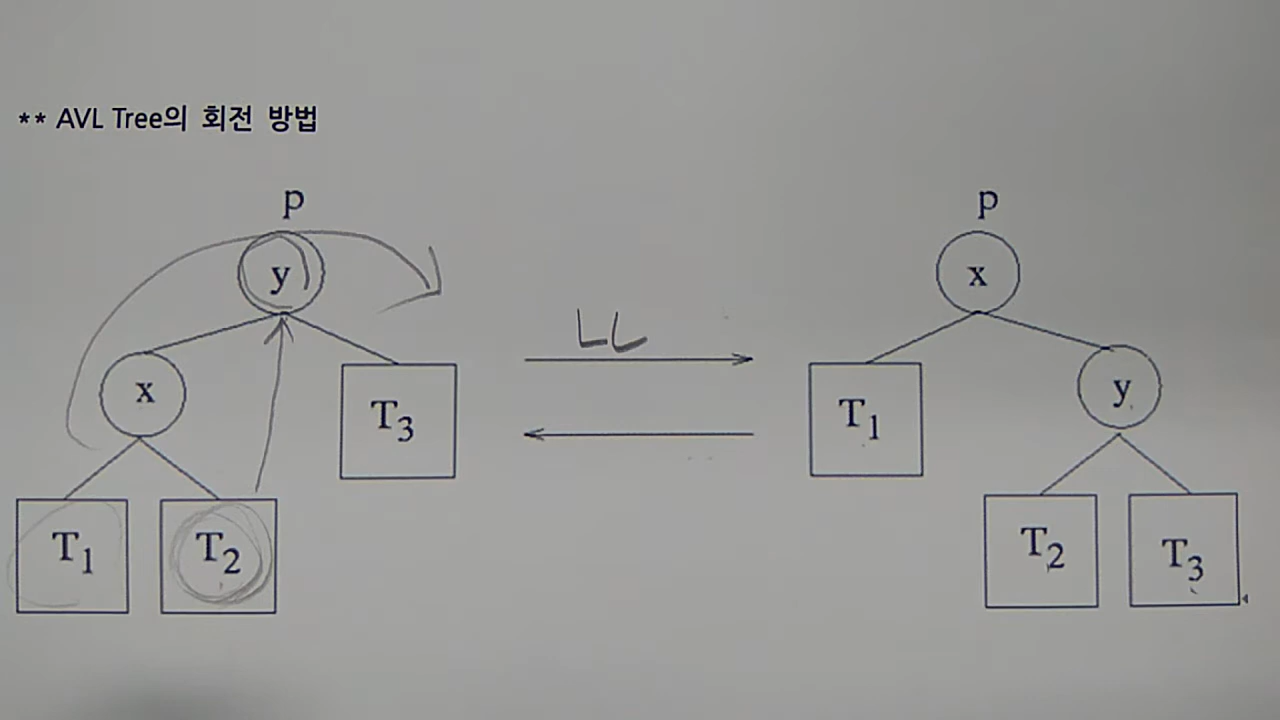 ** AVL Tree의 회전 방법
p
p
y
x
LL
x
T3
T1
y
T1
T2
T2
T3